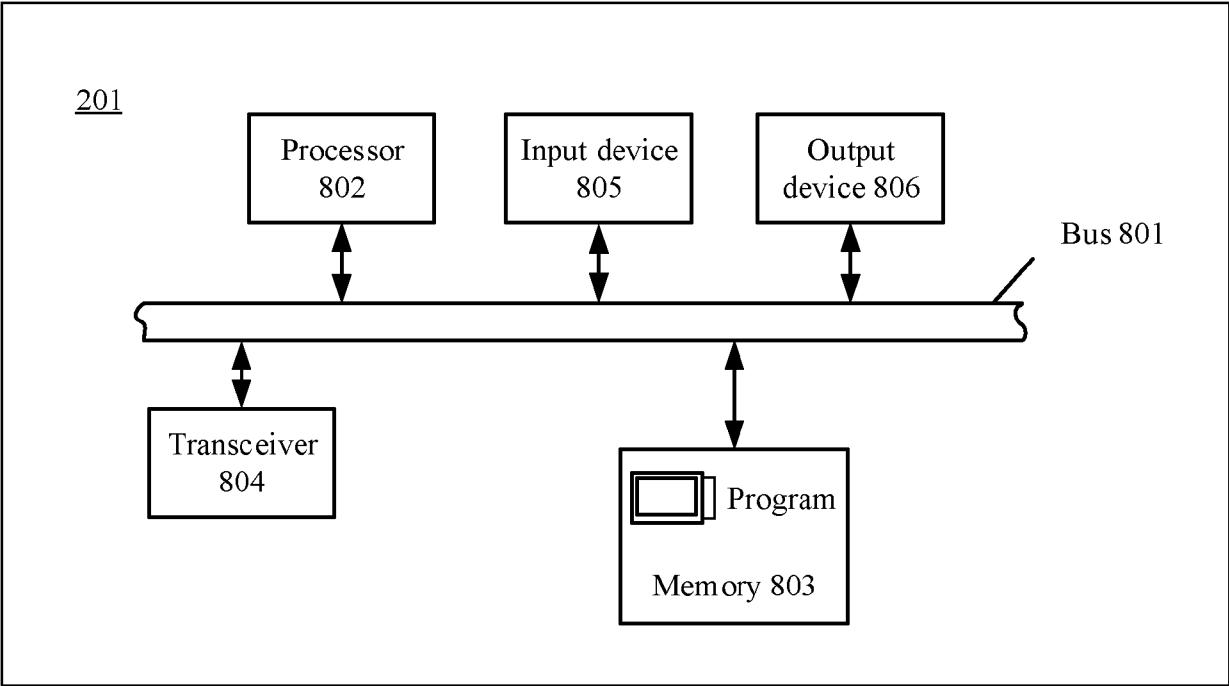 201
Processor
802
Input device
805
Output
device 806
Bus 801
Transceiver
804
Program
Memory 803